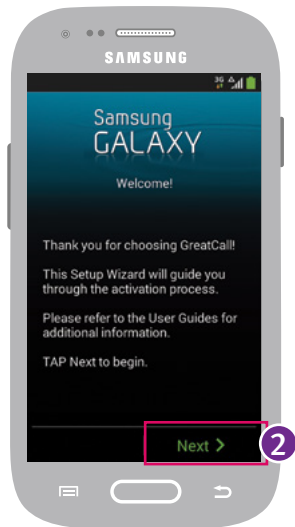 SAMSUNG
3G
Samsung
GALAXY
Welcome!
Thank you for choosing GreatCall!
This Setup Wizard will guide you
through the activation process.
Please refer to the User Guides for
additional information.
TAP Next to begin.
Next >
2